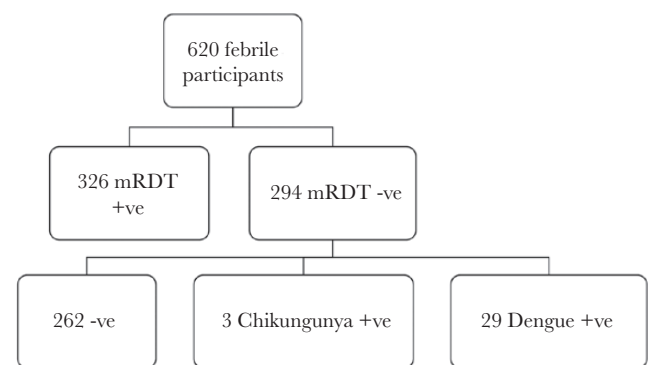 620 febrile
participants
326 mRDT
+ve
294 mRDT -ve
262 -ve
3 Chikungunya +ve
29 Dengue +ve